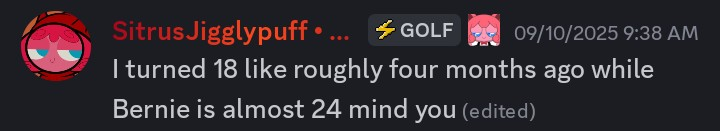 SitrusJigglypuff • ... GOLF 09/10/2025 9:38 AM
I turned 18 like roughly four months ago while
Bernie is almost 24 mind you (edited)